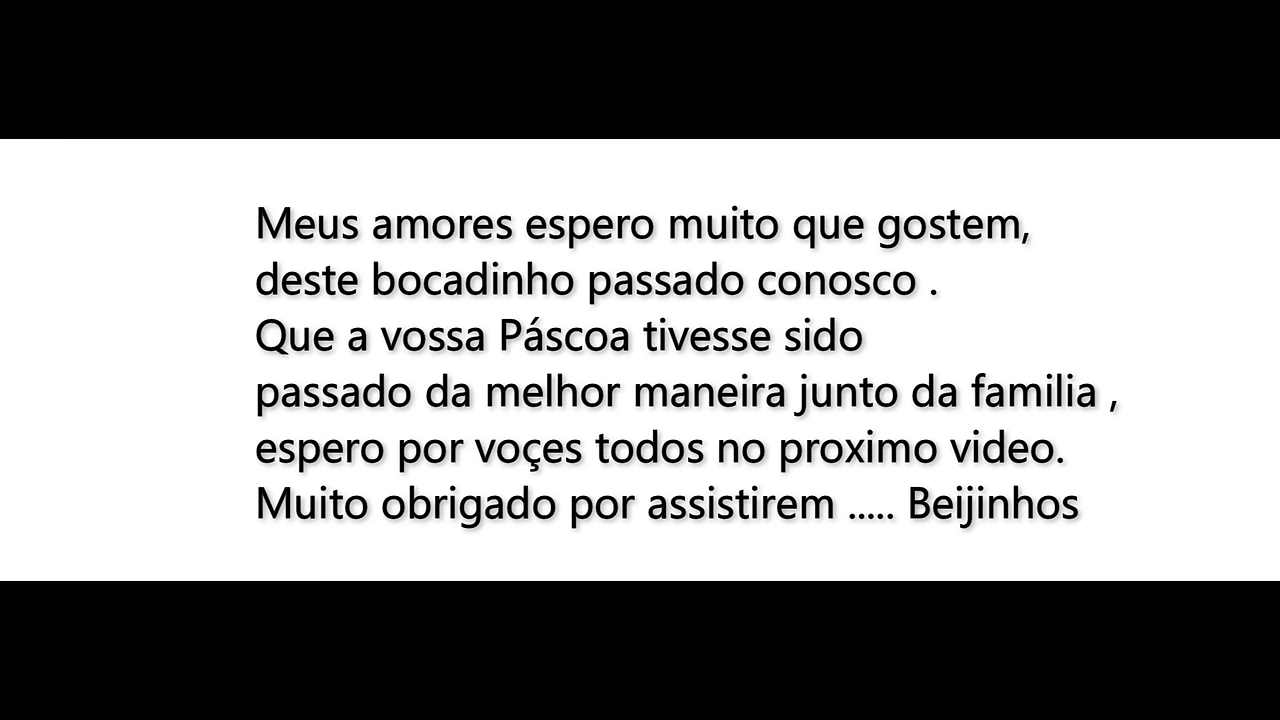 Meus amores espero muito que gostem,
deste bocadinho passado conosco .
Que a vossa Páscoa tivesse sido
passado da melhor maneira junto da familia ,
espero por voçes todos no proximo video.
Muito obrigado por assistirem ..... Beijinhos